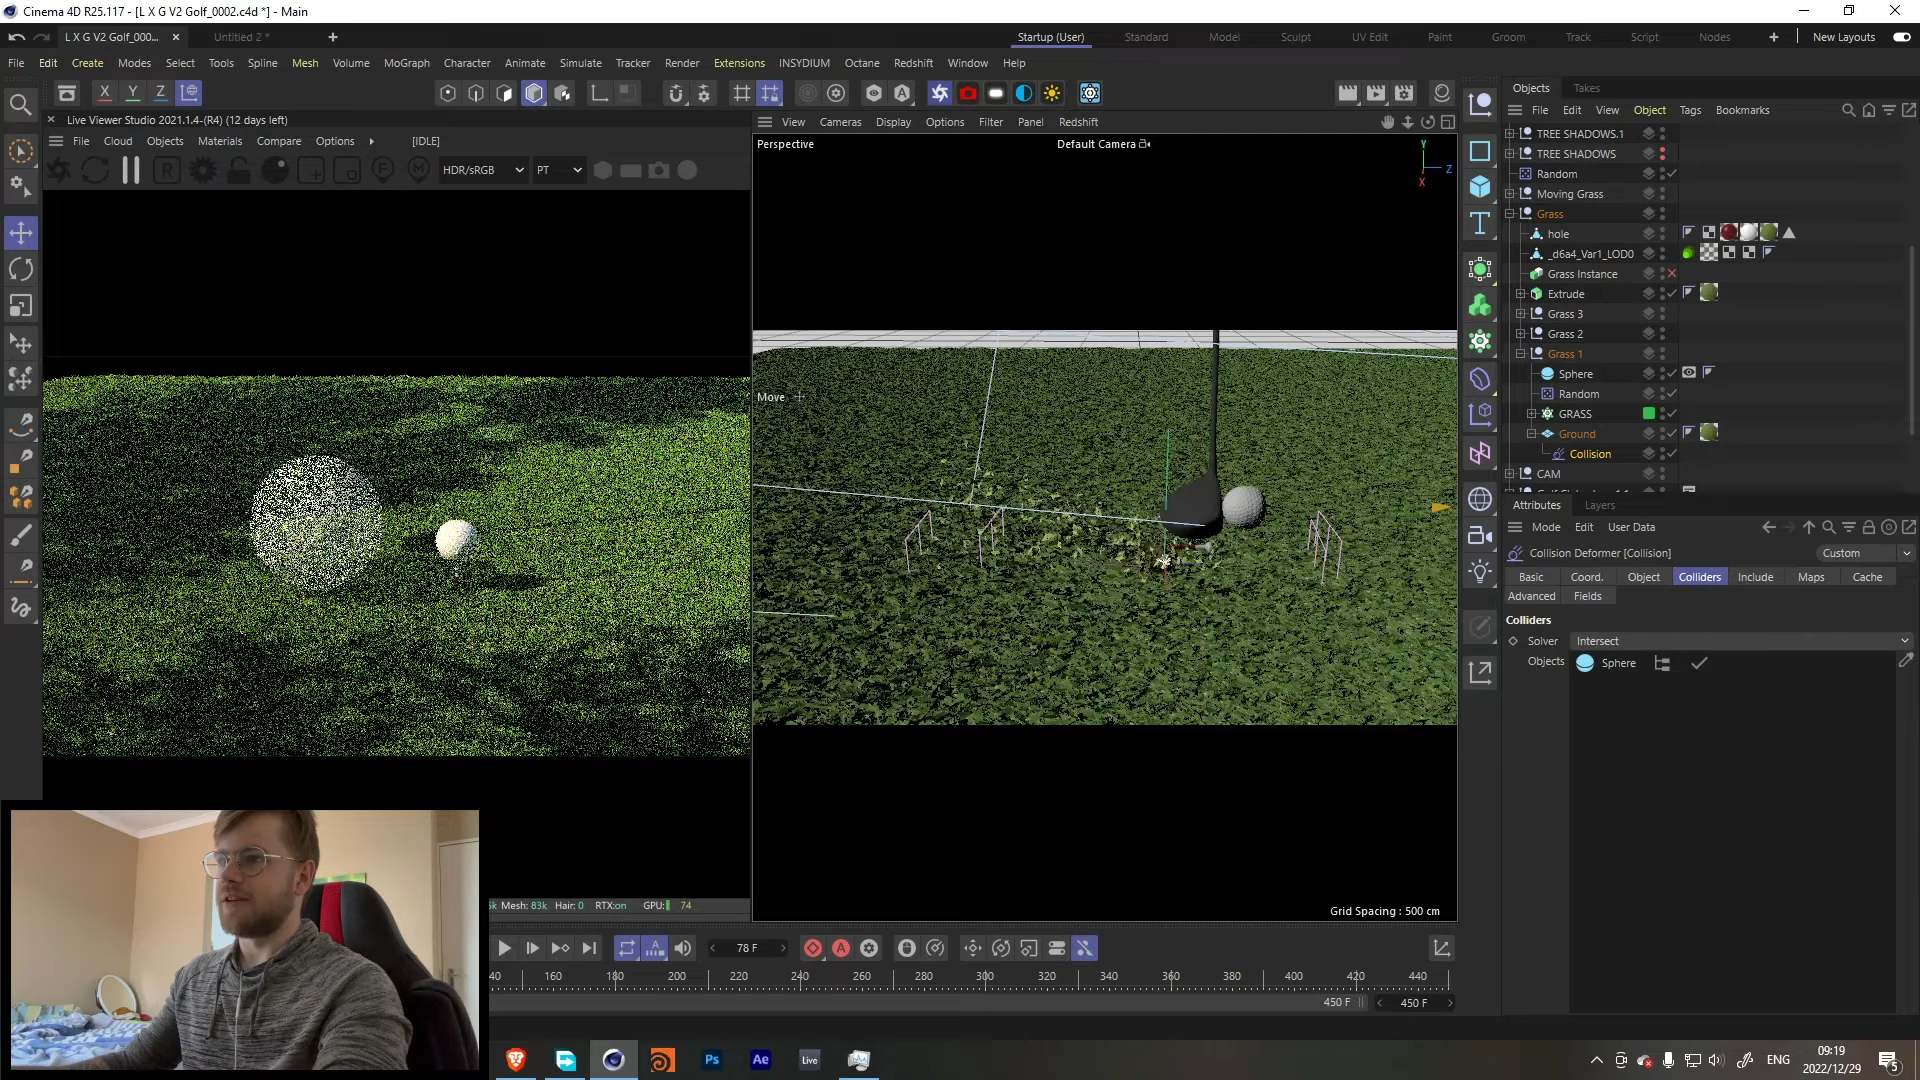 Cinema 4D R25.117 - [L X G V2 Golf_0002.c4d *] - Main
L X G V2 Golf_000... × Untitled 2 * +
Startup (User) Standard Model Sculpt UV Edit Paint Groom Track Script Nodes + New Layouts
File Edit Create Modes Select Tools Spline Mesh Volume MoGraph Character Animate Simulate Tracker Render Extensions INSYDIUM Octane Redshift Window Help
X Y Z
Live Viewer Studio 2021.1.4-(R4) (12 days left)
File Cloud Objects Materials Compare Options [IDLE]
HDR/sRGB PT
View Cameras Display Options Filter Panel Redshift
Perspective
Default Camera
Y
Z
X
Move
Grid Spacing : 500 cm
Mesh: 83k Hair: 0 RTX:on GPU: 74
78 F
40 160 180 200 220 240 260 280 300 320 340 360 380 400 420 440
450 F 450 F
Objects Takes
File Edit View Object Tags Bookmarks
TREE SHADOWS.1
TREE SHADOWS
Random
Moving Grass
Grass
hole
_d6a4_Var1_LOD0
Grass Instance
Extrude
Grass 3
Grass 2
Grass 1
Sphere
Random
GRASS
Ground
Collision
CAM
Attributes Layers
Mode Edit User Data
Collision Deformer [Collision] Custom
Basic Coord. Object Colliders Include Maps Cache
Advanced Fields
Colliders
Solver Intersect
Objects Sphere
Ps Ae Live
ENG
09:19
2022/12/29
5